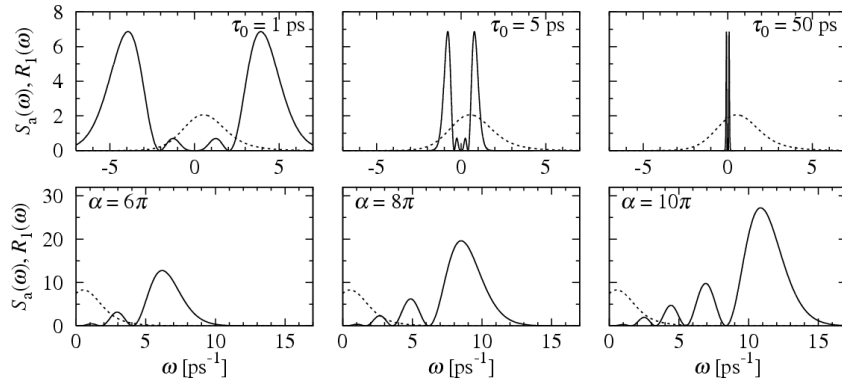 S_a(ω), R_1(ω)
8
6
4
2
0
τ_0 = 1 ps
τ_0 = 5 ps
τ_0 = 50 ps
-5 0 5
-5 0 5
-5 0 5
S_a(ω), R_1(ω)
30
20
10
0
α = 6π
α = 8π
α = 10π
0 5 10 15
0 5 10 15
0 5 10 15
ω [ps⁻¹]
ω [ps⁻¹]
ω [ps⁻¹]